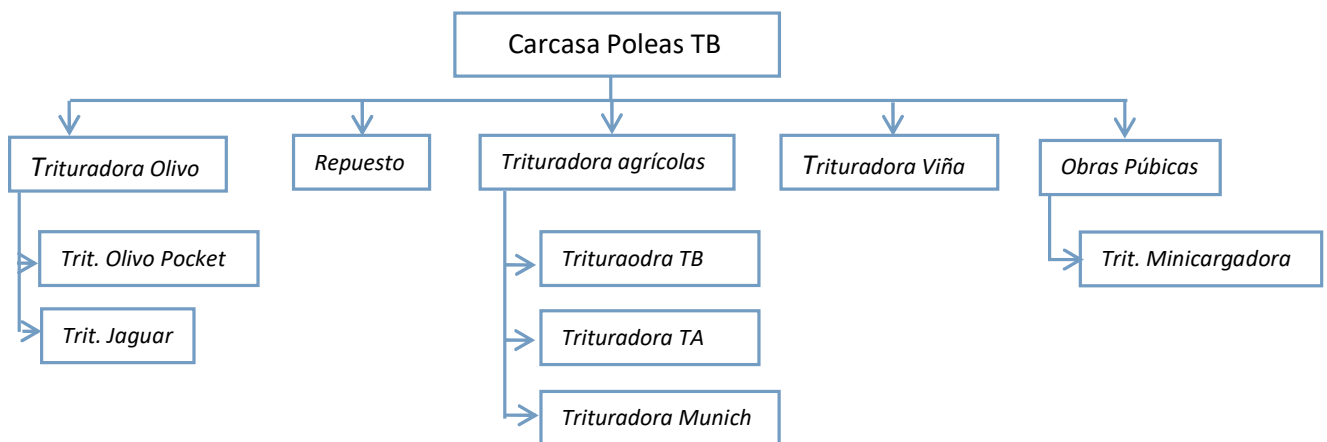 Carcasa Poleas TB
Trituradora Olivo
Repuesto
Trituradora agrícolas
Trituradora Viña
Obras Púbicas
Trit. Olivo Pocket
Trit. Jaguar
Trituraodra TB
Trituradora TA
Trituradora Munich
Trit. Minicargadora